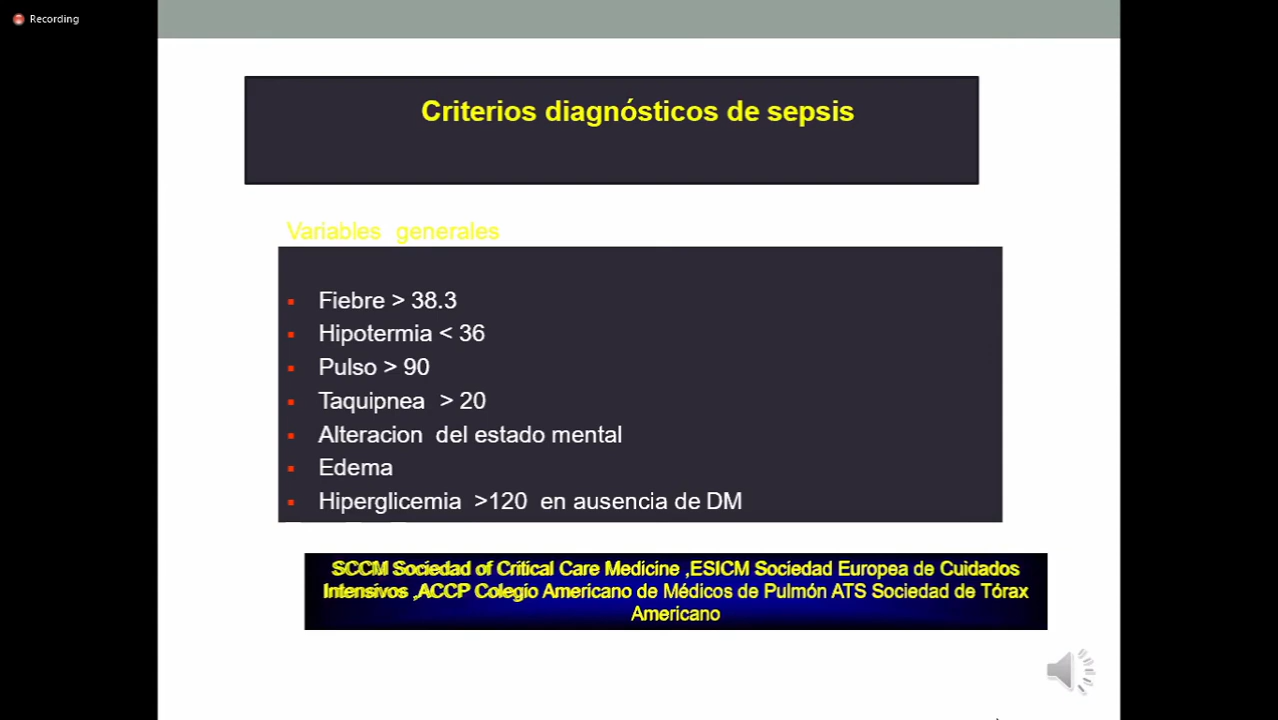 Recording
Criterios diagnósticos de sepsis
Variables generales
Fiebre > 38.3
Hipotermia < 36
Pulso > 90
Taquipnea > 20
Alteracion del estado mental
Edema
Hiperglicemia >120 en ausencia de DM
SCCM Sociedad of Critical Care Medicine ,ESICM Sociedad Europea de Cuidados
Intensivos ,ACCP Colegio Americano de Médicos de Pulmón ATS Sociedad de Tórax
Americano